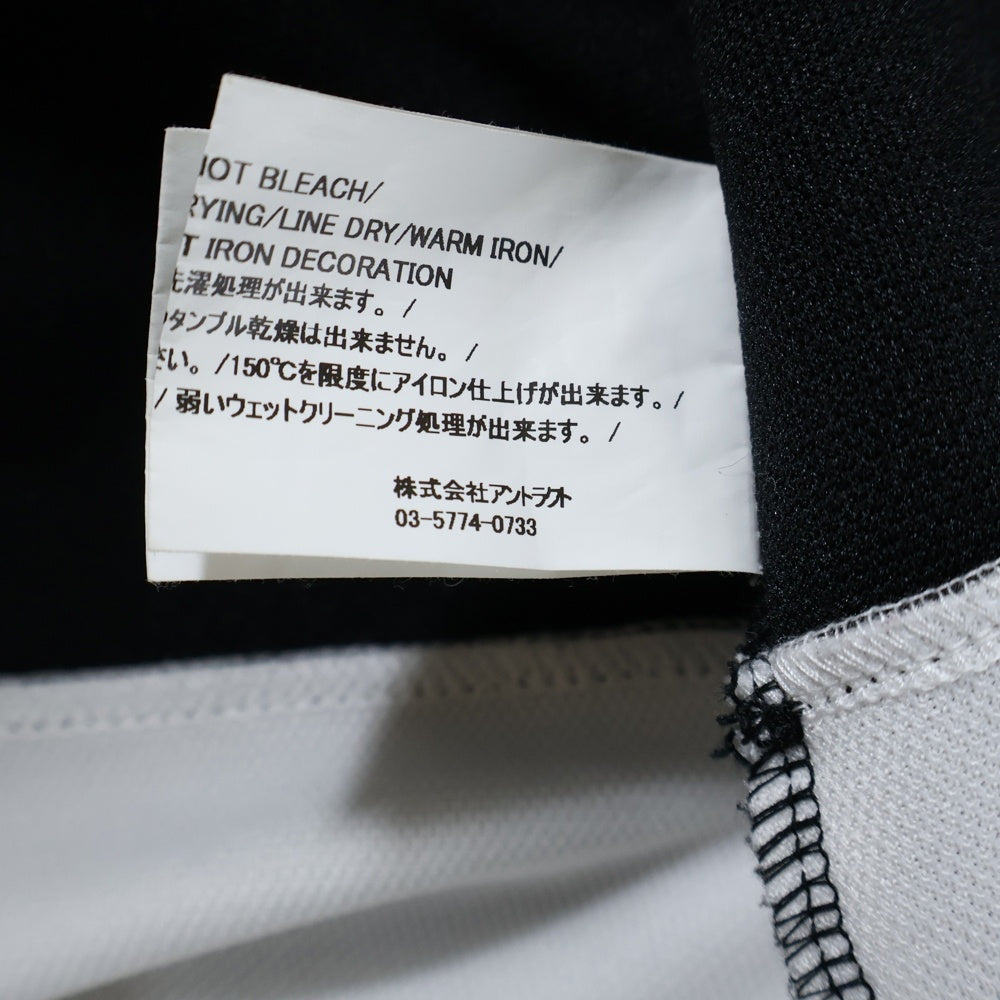 NOT BLEACH/
RYING/LINE DRY/WARM IRON/
T IRON DECORATION
洗濯処理が出来ます。 /
タンブル乾燥は出来ません。 /
さい。 /150℃を限度にアイロン仕上げが出来ます。 /
/ 弱いウェットクリーニング処理が出来ます。 /
株式会社アントラクト
03-5774-0733